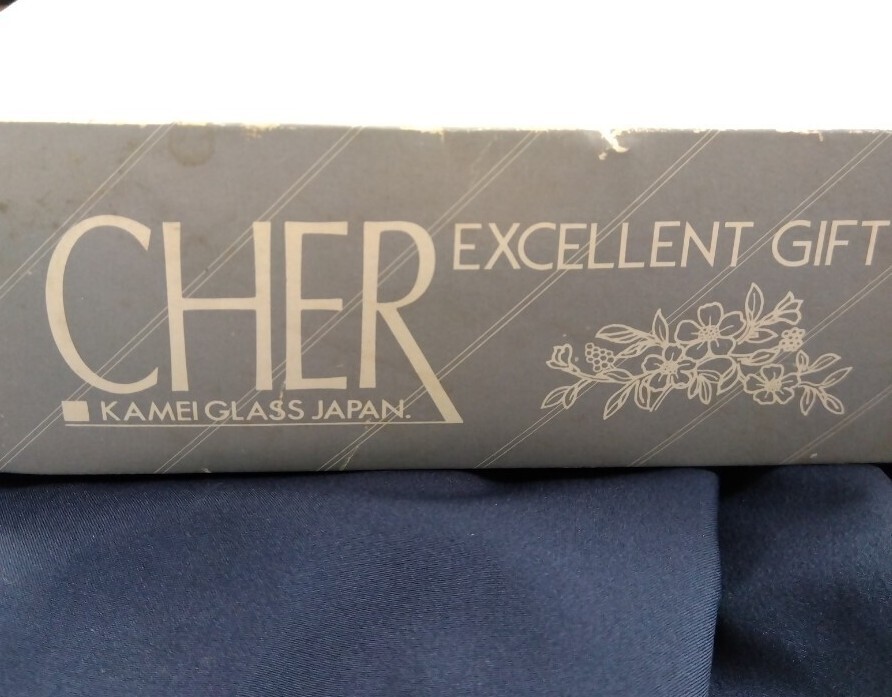 CHER
EXCELLENT GIFT
KAMEI GLASS JAPAN.